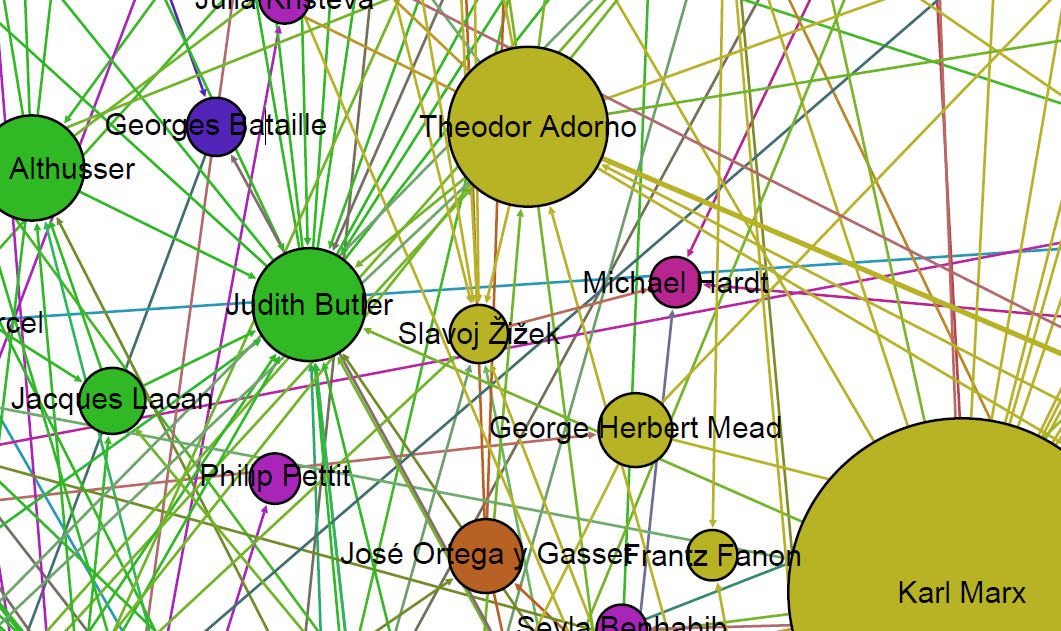 Julia Kristeva
Georges Bataille
Theodor Adorno
Althusser
Michael Hardt
Judith Butler
rcel
Slavoj Žižek
Jacques Lacan
George Herbert Mead
Philip Pettit
José Ortega y Gasset
Frantz Fanon
Karl Marx
Seyla Benhabib